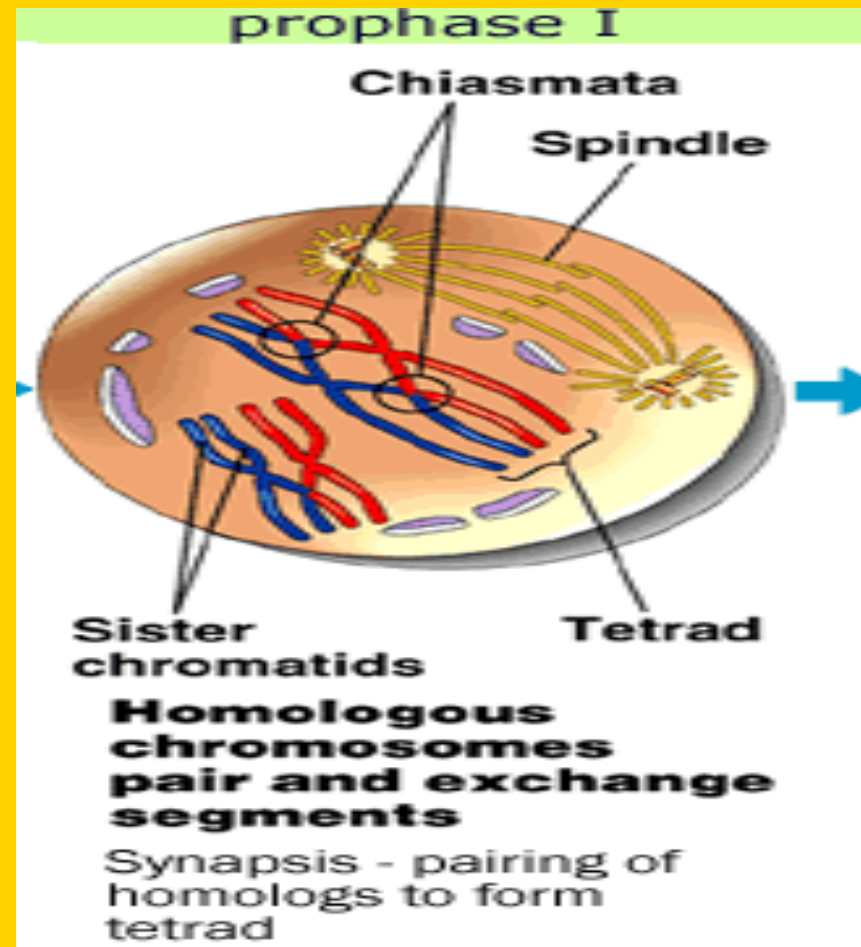 prophase I
Chiasmata
Spindle
Sister
chromatids
Tetrad
Homologous
chromosomes
pair and exchange
segments
Synapsis - pairing of
homologs to form
tetrad